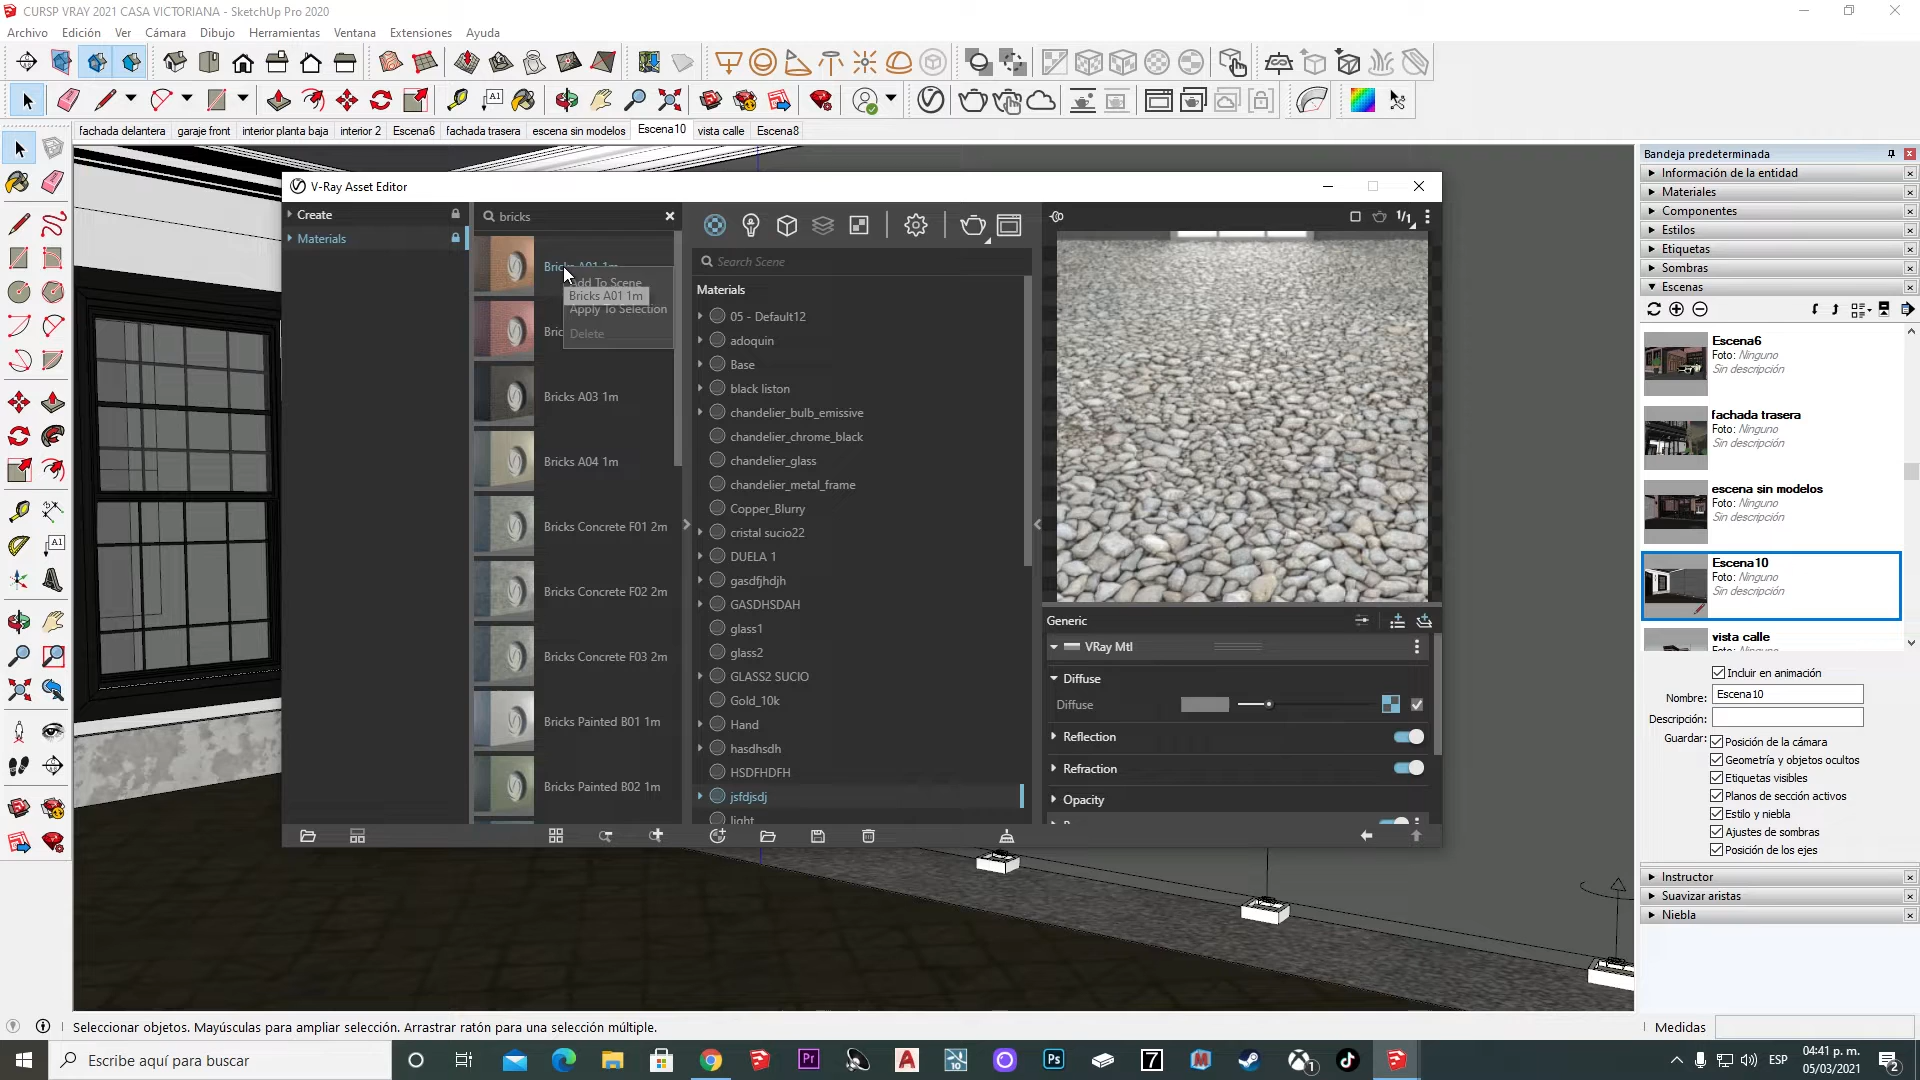 CURSP VRAY 2021 CASA VICTORIANA - SketchUp Pro 2020
Archivo Edición Ver Cámara Dibujo Herramientas Ventana Extensiones Ayuda
fachada delantera garaje front interior planta baja interior 2 Escena6 fachada trasera escena sin modelos Escena10 vista calle Escena8
V-Ray Asset Editor
Create
Materials
bricks
Bricks A01 1m
Add To Scene
Bricks A01 1m
Apply To Selection
Delete
Bricks A03 1m
Bricks A04 1m
Bricks Concrete F01 2m
Bricks Concrete F02 2m
Bricks Concrete F03 2m
Bricks Painted B01 1m
Bricks Painted B02 1m
Search Scene
Materials
05 - Default12
adoquin
Base
black liston
chandelier_bulb_emissive
chandelier_chrome_black
chandelier_glass
chandelier_metal_frame
Copper_Blurry
cristal sucio22
DUELA 1
gasdfjhdjh
GASDHSDAH
glass1
glass2
GLASS2 SUCIO
Gold_10k
Hand
hasdhsdh
HSDFHDFH
jsfdjsdj
light
1/1
Generic
VRay Mtl
Diffuse
Diffuse
Reflection
Refraction
Opacity
Bandeja predeterminada
Información de la entidad
Materiales
Componentes
Estilos
Etiquetas
Sombras
Escenas
Escena6
Foto: Ninguno
Sin descripción
fachada trasera
Foto: Ninguno
Sin descripción
escena sin modelos
Foto: Ninguno
Sin descripción
Escena10
Foto: Ninguno
Sin descripción
vista calle
Incluir en animación
Nombre: Escena10
Descripción:
Guardar: Posición de la cámara
Geometría y objetos ocultos
Etiquetas visibles
Planos de sección activos
Estilo y niebla
Ajustes de sombras
Posición de los ejes
Instructor
Suavizar aristas
Niebla
Seleccionar objetos. Mayúsculas para ampliar selección. Arrastrar ratón para una selección múltiple.
Medidas
Escribe aquí para buscar
ESP
04:41 p. m.
05/03/2021